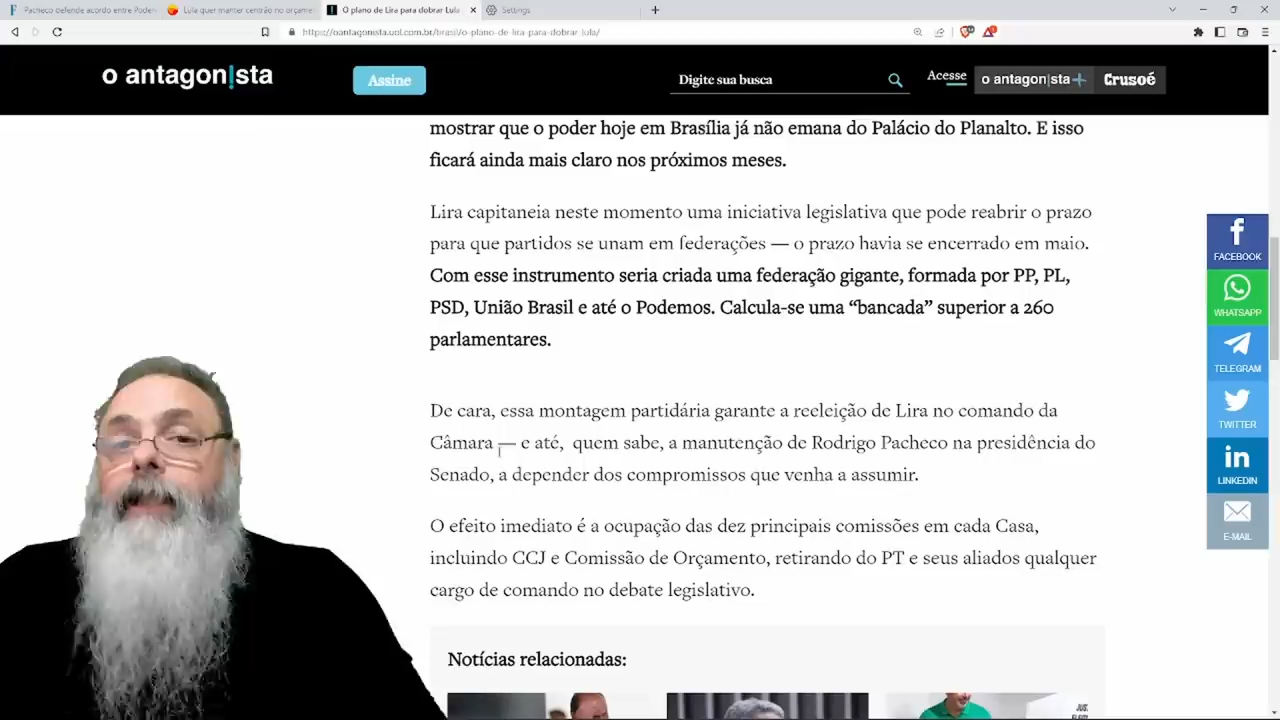 Pacheco defende acordo entre Poder
Lula quer manter centrão no orçame
O plano de Lira para dobrar Lula
Settings
https://oantagonista.uol.com.br/brasil/o-plano-de-lira-para-dobrar-lula/
o antagon!sta
Assine
Digite sua busca
Acesse
o antagon|sta+
Crusoé
mostrar que o poder hoje em Brasília já não emana do Palácio do Planalto. E isso
ficará ainda mais claro nos próximos meses.
Lira capitaneia neste momento uma iniciativa legislativa que pode reabrir o prazo
para que partidos se unam em federações — o prazo havia se encerrado em maio.
Com esse instrumento seria criada uma federação gigante, formada por PP, PL,
PSD, União Brasil e até o Podemos. Calcula-se uma “bancada” superior a 260
parlamentares.
De cara, essa montagem partidária garante a reeleição de Lira no comando da
Câmara — e até, quem sabe, a manutenção de Rodrigo Pacheco na presidência do
Senado, a depender dos compromissos que venha a assumir.
O efeito imediato é a ocupação das dez principais comissões em cada Casa,
incluindo CCJ e Comissão de Orçamento, retirando do PT e seus aliados qualquer
cargo de comando no debate legislativo.
Notícias relacionadas:
FACEBOOK
WHATSAPP
TELEGRAM
TWITTER
LINKEDIN
E-MAIL